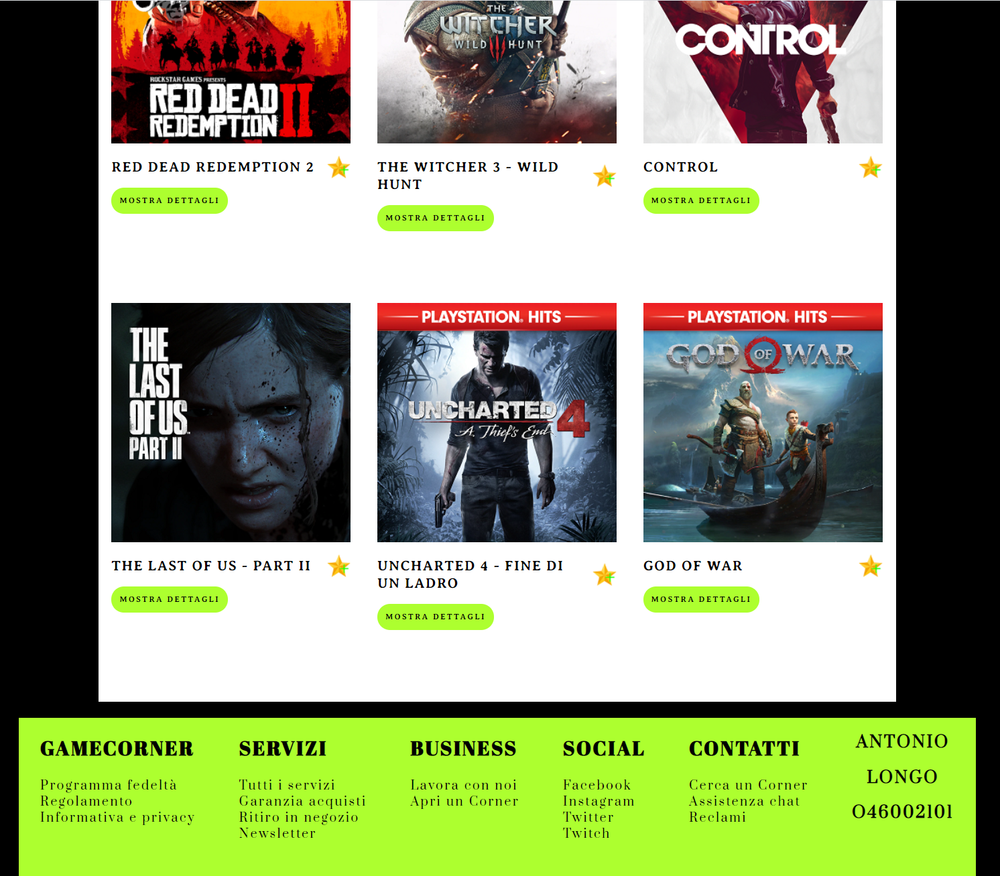 ROCKSTAR GAMES PRESENTS
RED DEAD
REDEMPTION II
THE
WITCHER
WILD HUNT
CONTROL
RED DEAD REDEMPTION 2
THE WITCHER 3 - WILD
HUNT
CONTROL
MOSTRA DETTAGLI
MOSTRA DETTAGLI
MOSTRA DETTAGLI
THE
LAST
OF US
PART II
PLAYSTATION® HITS
UNCHARTED 4
A Thief's End
PLAYSTATION® HITS
GOD OF WAR
THE LAST OF US - PART II
UNCHARTED 4 - FINE DI
UN LADRO
GOD OF WAR
MOSTRA DETTAGLI
MOSTRA DETTAGLI
MOSTRA DETTAGLI
GAMECORNER
Programma fedeltà
Regolamento
Informativa e privacy
SERVIZI
Tutti i servizi
Garanzia acquisti
Ritiro in negozio
Newsletter
BUSINESS
Lavora con noi
Apri un Corner
SOCIAL
Facebook
Instagram
Twitter
Twitch
CONTATTI
Cerca un Corner
Assistenza chat
Reclami
ANTONIO
LONGO
O46002101